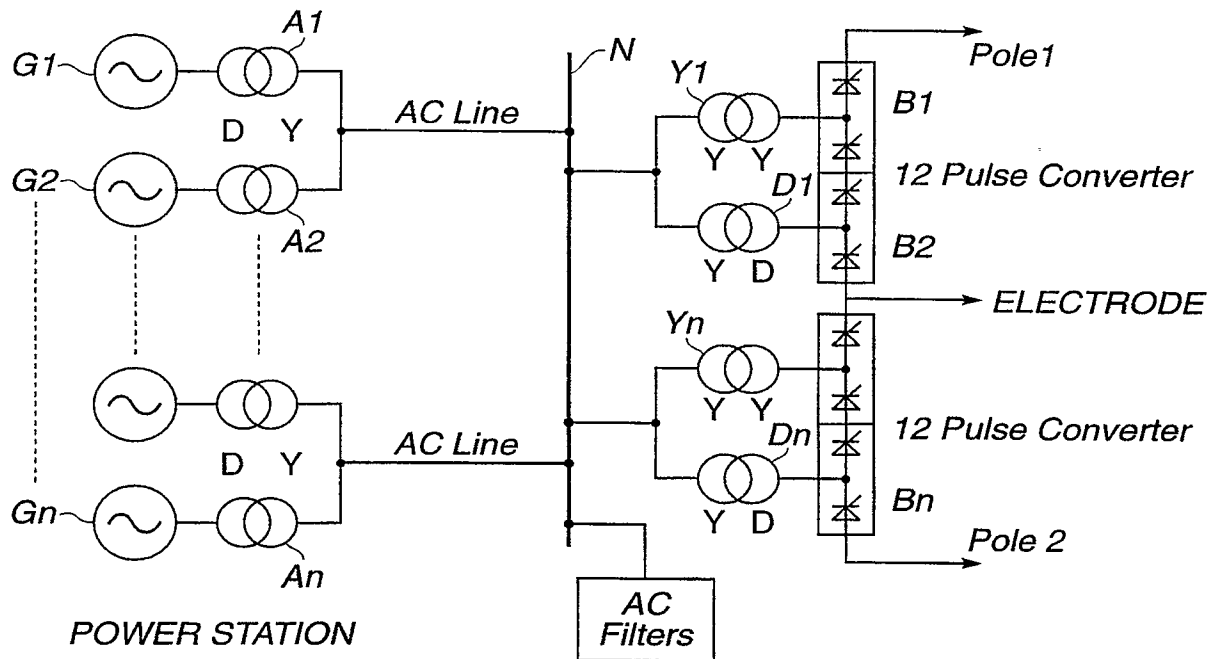 A1
G1
D Y
G2
A2
AC Line
N
Y1
Y Y
D1
Y D
Pole1
B1
12 Pulse Converter
B2
ELECTRODE
D Y
Gn
An
AC Line
Yn
Y Y
Dn
Y D
12 Pulse Converter
Bn
Pole 2
POWER STATION
AC
Filters